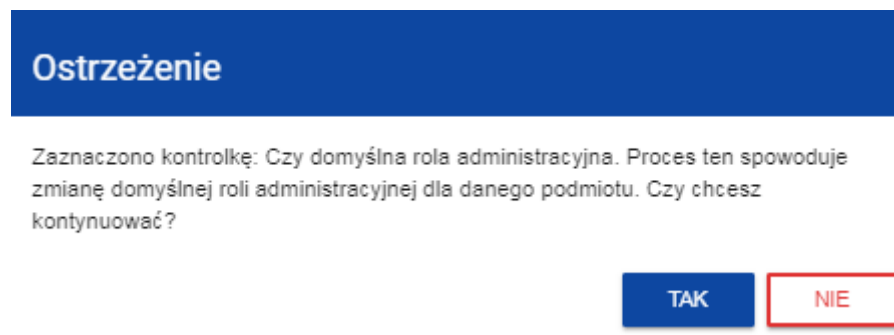 Ostrzeżenie
Zaznaczono kontrolkę: Czy domyślna rola administracyjna. Proces ten spowoduje
zmianę domyślnej roli administracyjnej dla danego podmiotu. Czy chcesz
kontynuować?
TAK
NIE